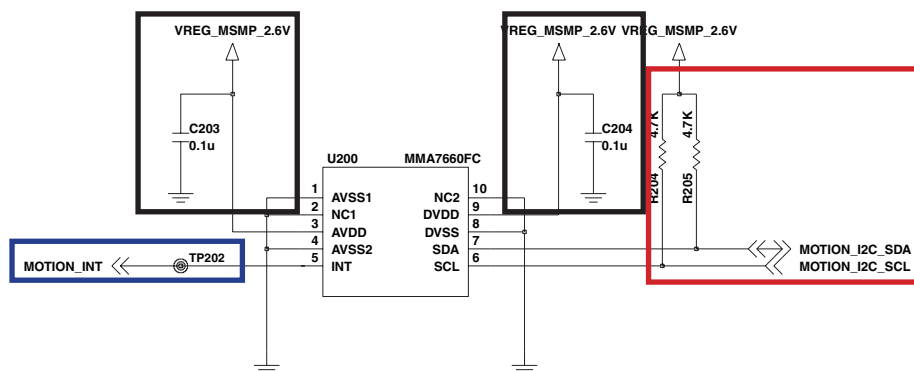 VREG_MSMP_2.6V
VREG_MSMP_2.6V
VREG_MSMP_2.6V
C203
0.1u
C204
0.1u
4.7K
4.7K
R204
R205
U200
MMA7660FC
1
AVSS1
NC2
10
2
NC1
DVDD
9
3
AVDD
DVSS
8
4
AVSS2
SDA
7
MOTION_I2C_SDA
MOTION_INT
TP202
5
INT
SCL
6
MOTION_I2C_SCL